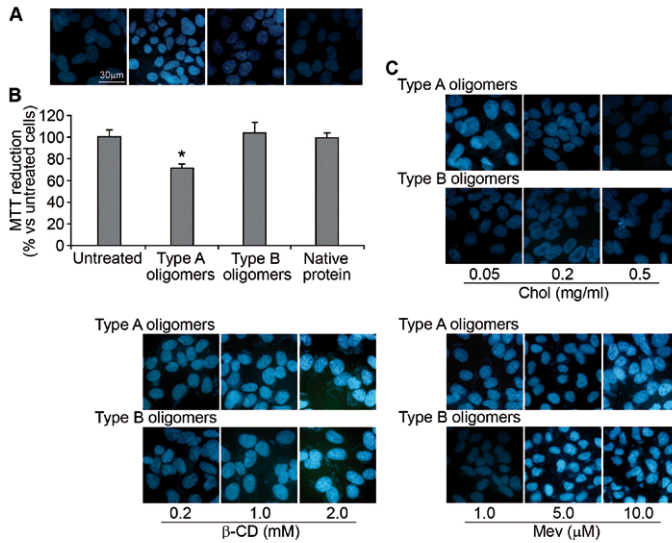 A
30μm
B
MTT reduction
(% vs untreated cells)
120
100
80
60
40
20
0
*
Untreated
Type A
oligomers
Type B
oligomers
Native
protein
C
Type A oligomers
Type B oligomers
0.05 0.2 0.5
Chol (mg/ml)
Type A oligomers
Type B oligomers
0.2 1.0 2.0
β-CD (mM)
Type A oligomers
Type B oligomers
1.0 5.0 10.0
Mev (μM)